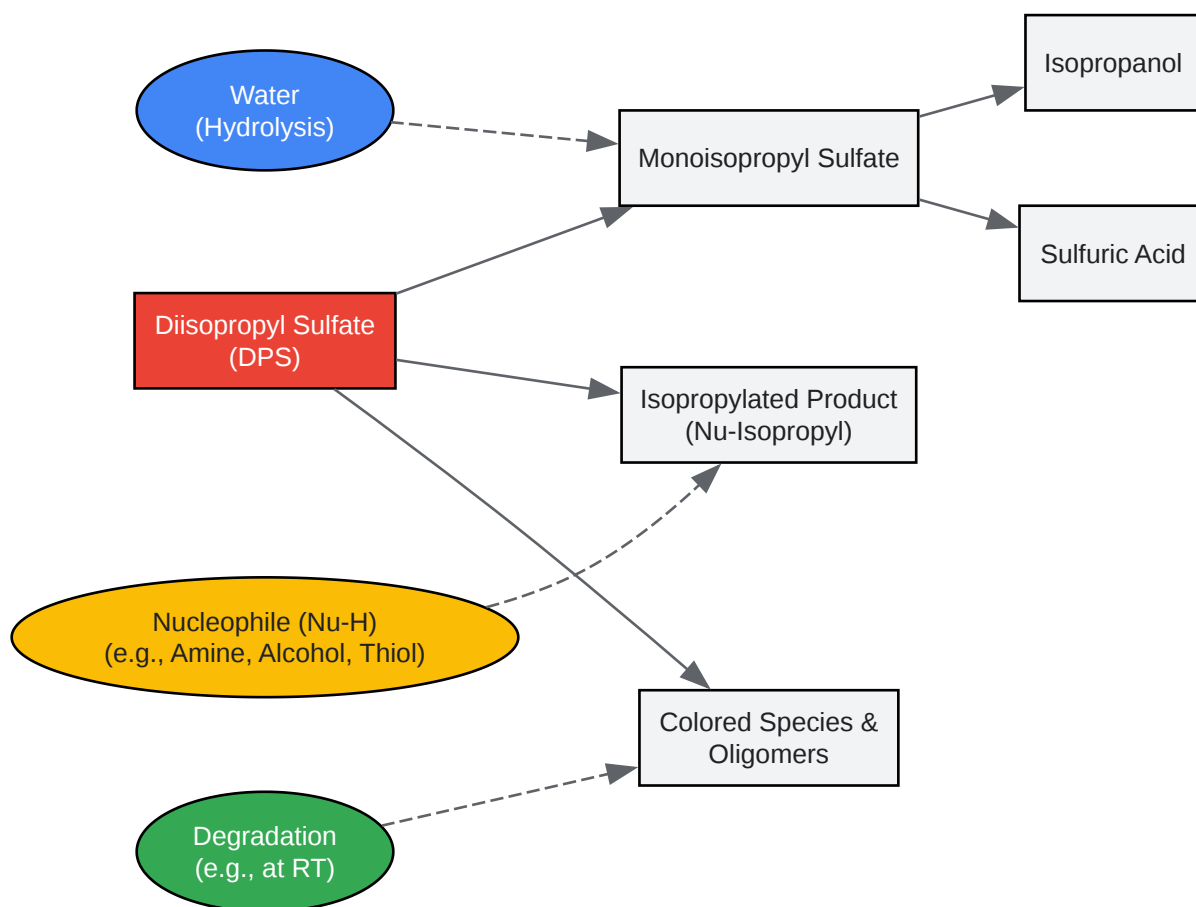 Water
(Hydrolysis)
Isopropanol
Monoisopropyl Sulfate
Sulfuric Acid
Diisopropyl Sulfate
(DPS)
Isopropylated Product
(Nu-Isopropyl)
Nucleophile (Nu-H)
(e.g., Amine, Alcohol, Thiol)
Colored Species &
Oligomers
Degradation
(e.g., at RT)